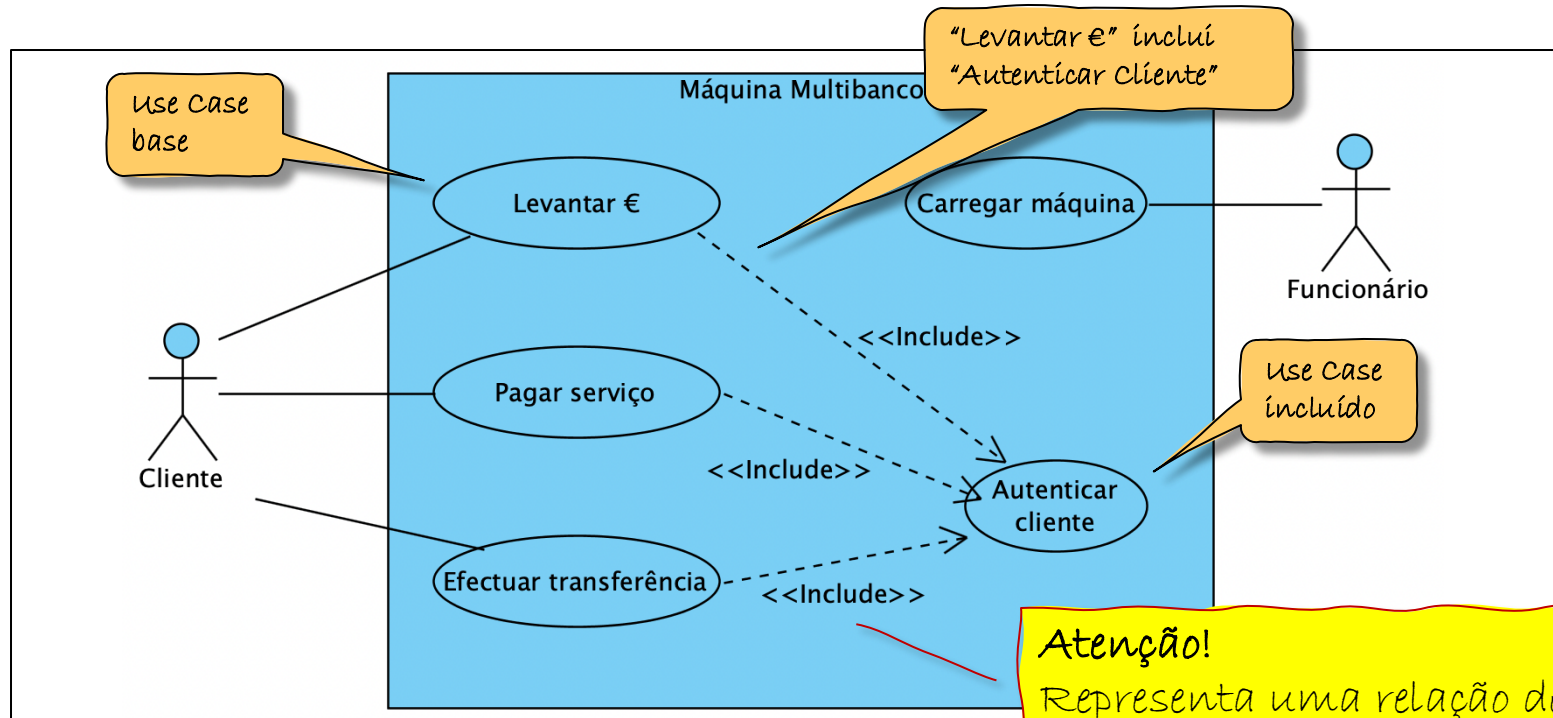 “Levantar €” inclui
“Autenticar Cliente”
Máquina Multibanco
Use Case
base
Levantar €
Carregar máquina
Funcionário
<<Include>>
Use Case
incluído
Pagar serviço
<<Include>>
Cliente
Autenticar
cliente
Efectuar transferência
<<Include>>
Atenção!
Representa uma relação